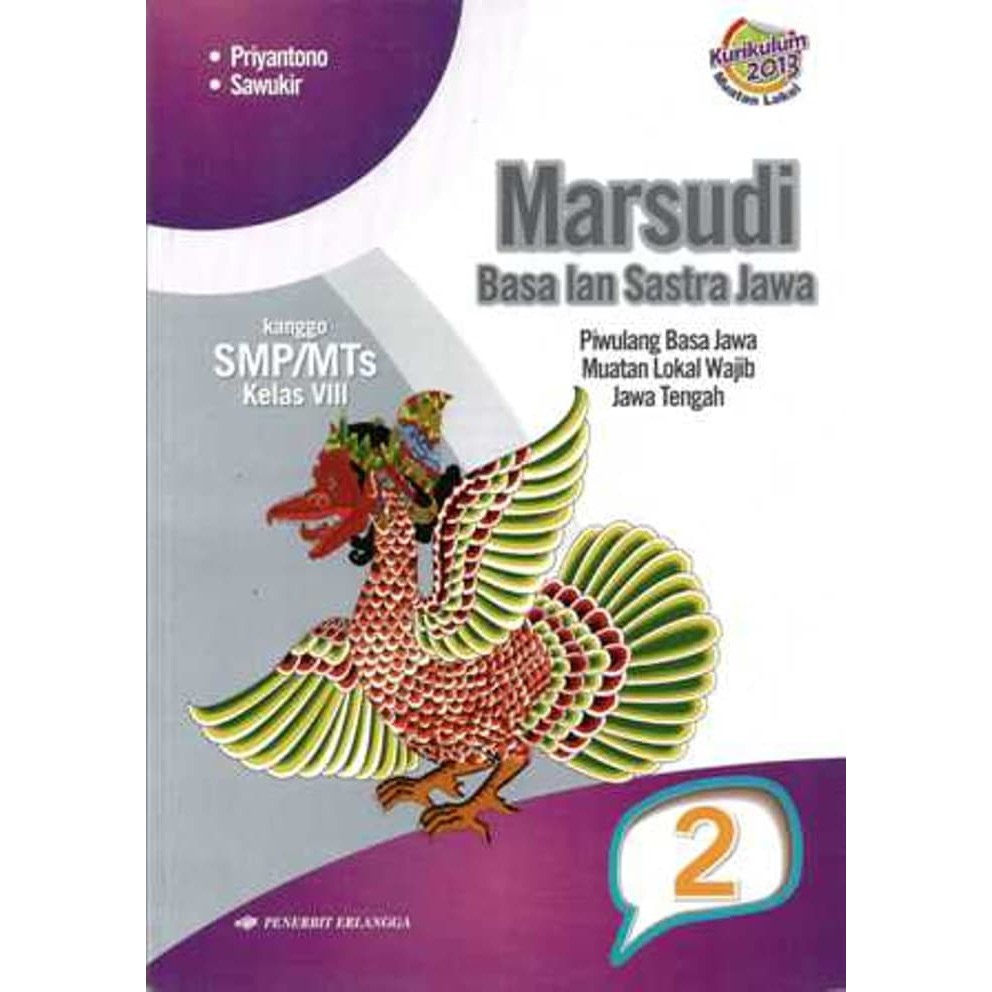 • Priyantono
• Sawukir
Kurikulum
2013
Muatan Lokal
Marsudi
Basa lan Sastra Jawa
Piwulang Basa Jawa
Muatan Lokal Wajib
Jawa Tengah
kanggo
SMP/MTs
Kelas VIII
2
PENERBIT ERLANGGA